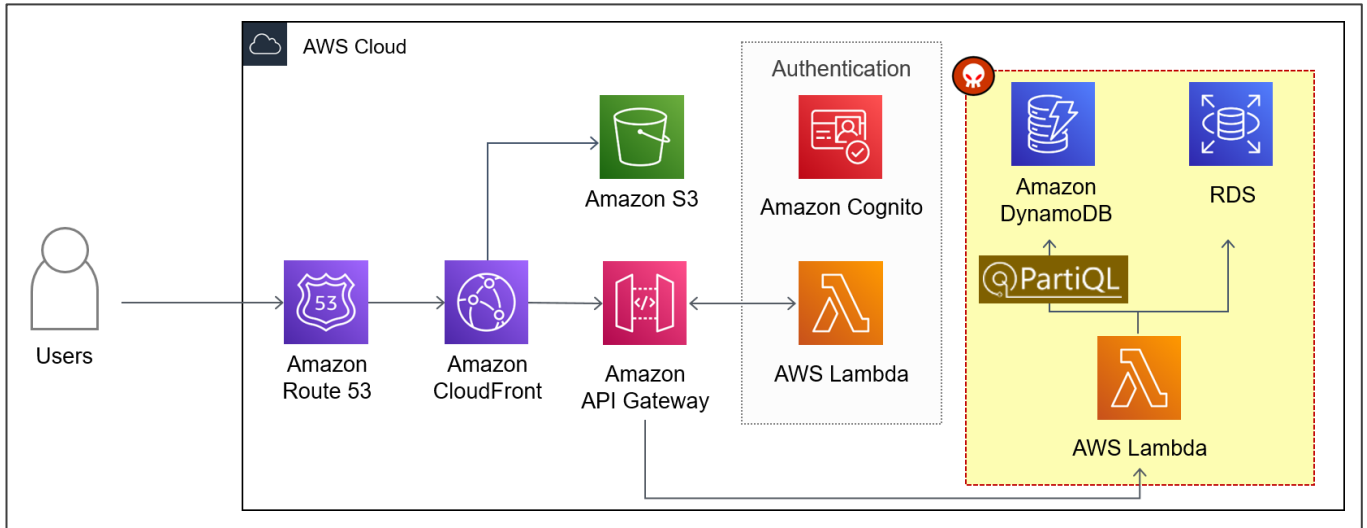 AWS Cloud
Authentication
Amazon S3
Amazon Cognito
Amazon
DynamoDB
RDS
PartiQL
Users
53
Amazon
Route 53
Amazon
CloudFront
</>
Amazon
API Gateway
AWS Lambda
AWS Lambda